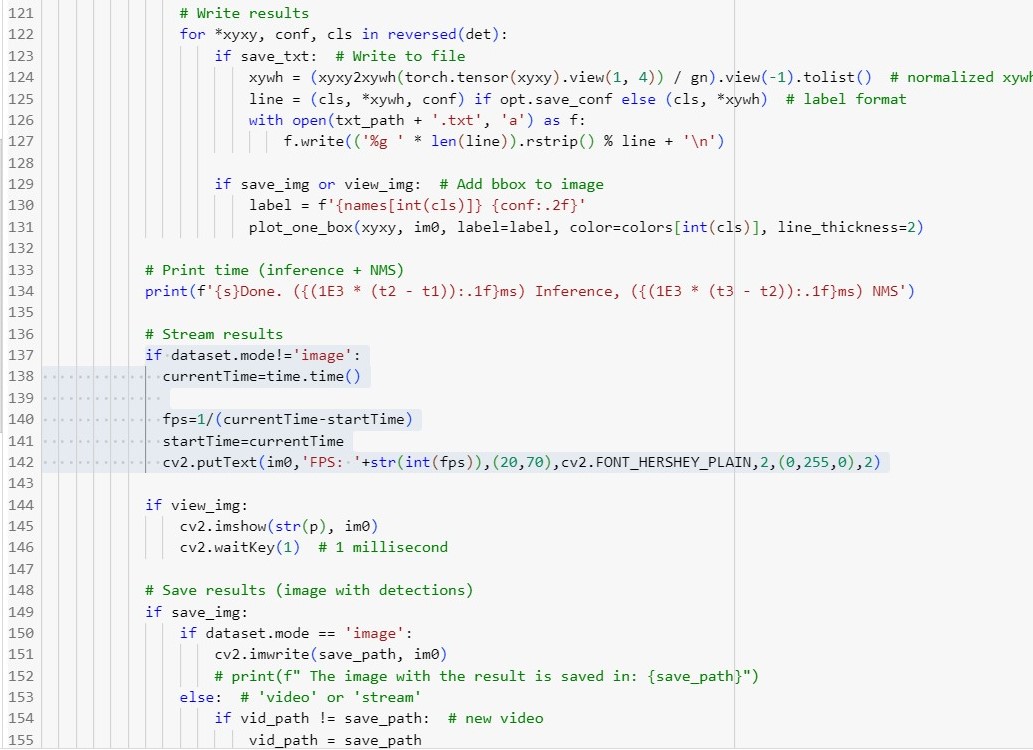 121 # Write results
122 for *xyxy, conf, cls in reversed(det):
123 if save_txt:  # Write to file
124 xywh = (xyxy2xywh(torch.tensor(xyxy).view(1, 4)) / gn).view(-1).tolist()  # normalized xywh
125 line = (cls, *xywh, conf) if opt.save_conf else (cls, *xywh)  # label format
126 with open(txt_path + '.txt', 'a') as f:
127 f.write(('%g ' * len(line)).rstrip() % line + '\n')
128
129 if save_img or view_img:  # Add bbox to image
130 label = f'{names[int(cls)]} {conf:.2f}'
131 plot_one_box(xyxy, im0, label=label, color=colors[int(cls)], line_thickness=2)
132
133 # Print time (inference + NMS)
134 print(f'{s}Done. ({(1E3 * (t2 - t1)):.1f}ms) Inference, ({(1E3 * (t3 - t2)):.1f}ms) NMS')
135
136 # Stream results
137 if dataset.mode!='image':
138 currentTime=time.time()
139
140 fps=1/(currentTime-startTime)
141 startTime=currentTime
142 cv2.putText(im0,'FPS: '+str(int(fps)),(20,70),cv2.FONT_HERSHEY_PLAIN,2,(0,255,0),2)
143
144 if view_img:
145 cv2.imshow(str(p), im0)
146 cv2.waitKey(1)  # 1 millisecond
147
148 # Save results (image with detections)
149 if save_img:
150 if dataset.mode == 'image':
151 cv2.imwrite(save_path, im0)
152 # print(f" The image with the result is saved in: {save_path}")
153 else:  # 'video' or 'stream'
154 if vid_path != save_path:  # new video
155 vid_path = save_path